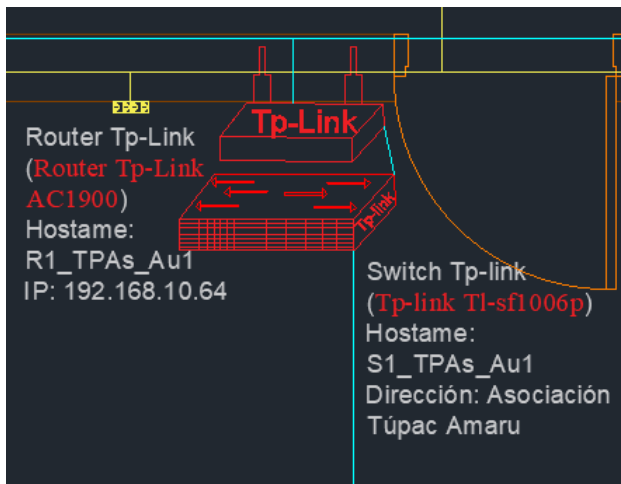 Tp-Link
Router Tp-Link
(Router Tp-Link
AC1900)
Hostame:
R1_TPAs_Au1
IP: 192.168.10.64
Tp-link
Switch Tp-link
(Tp-link Tl-sf1006p)
Hostame:
S1_TPAs_Au1
Dirección: Asociación
Túpac Amaru